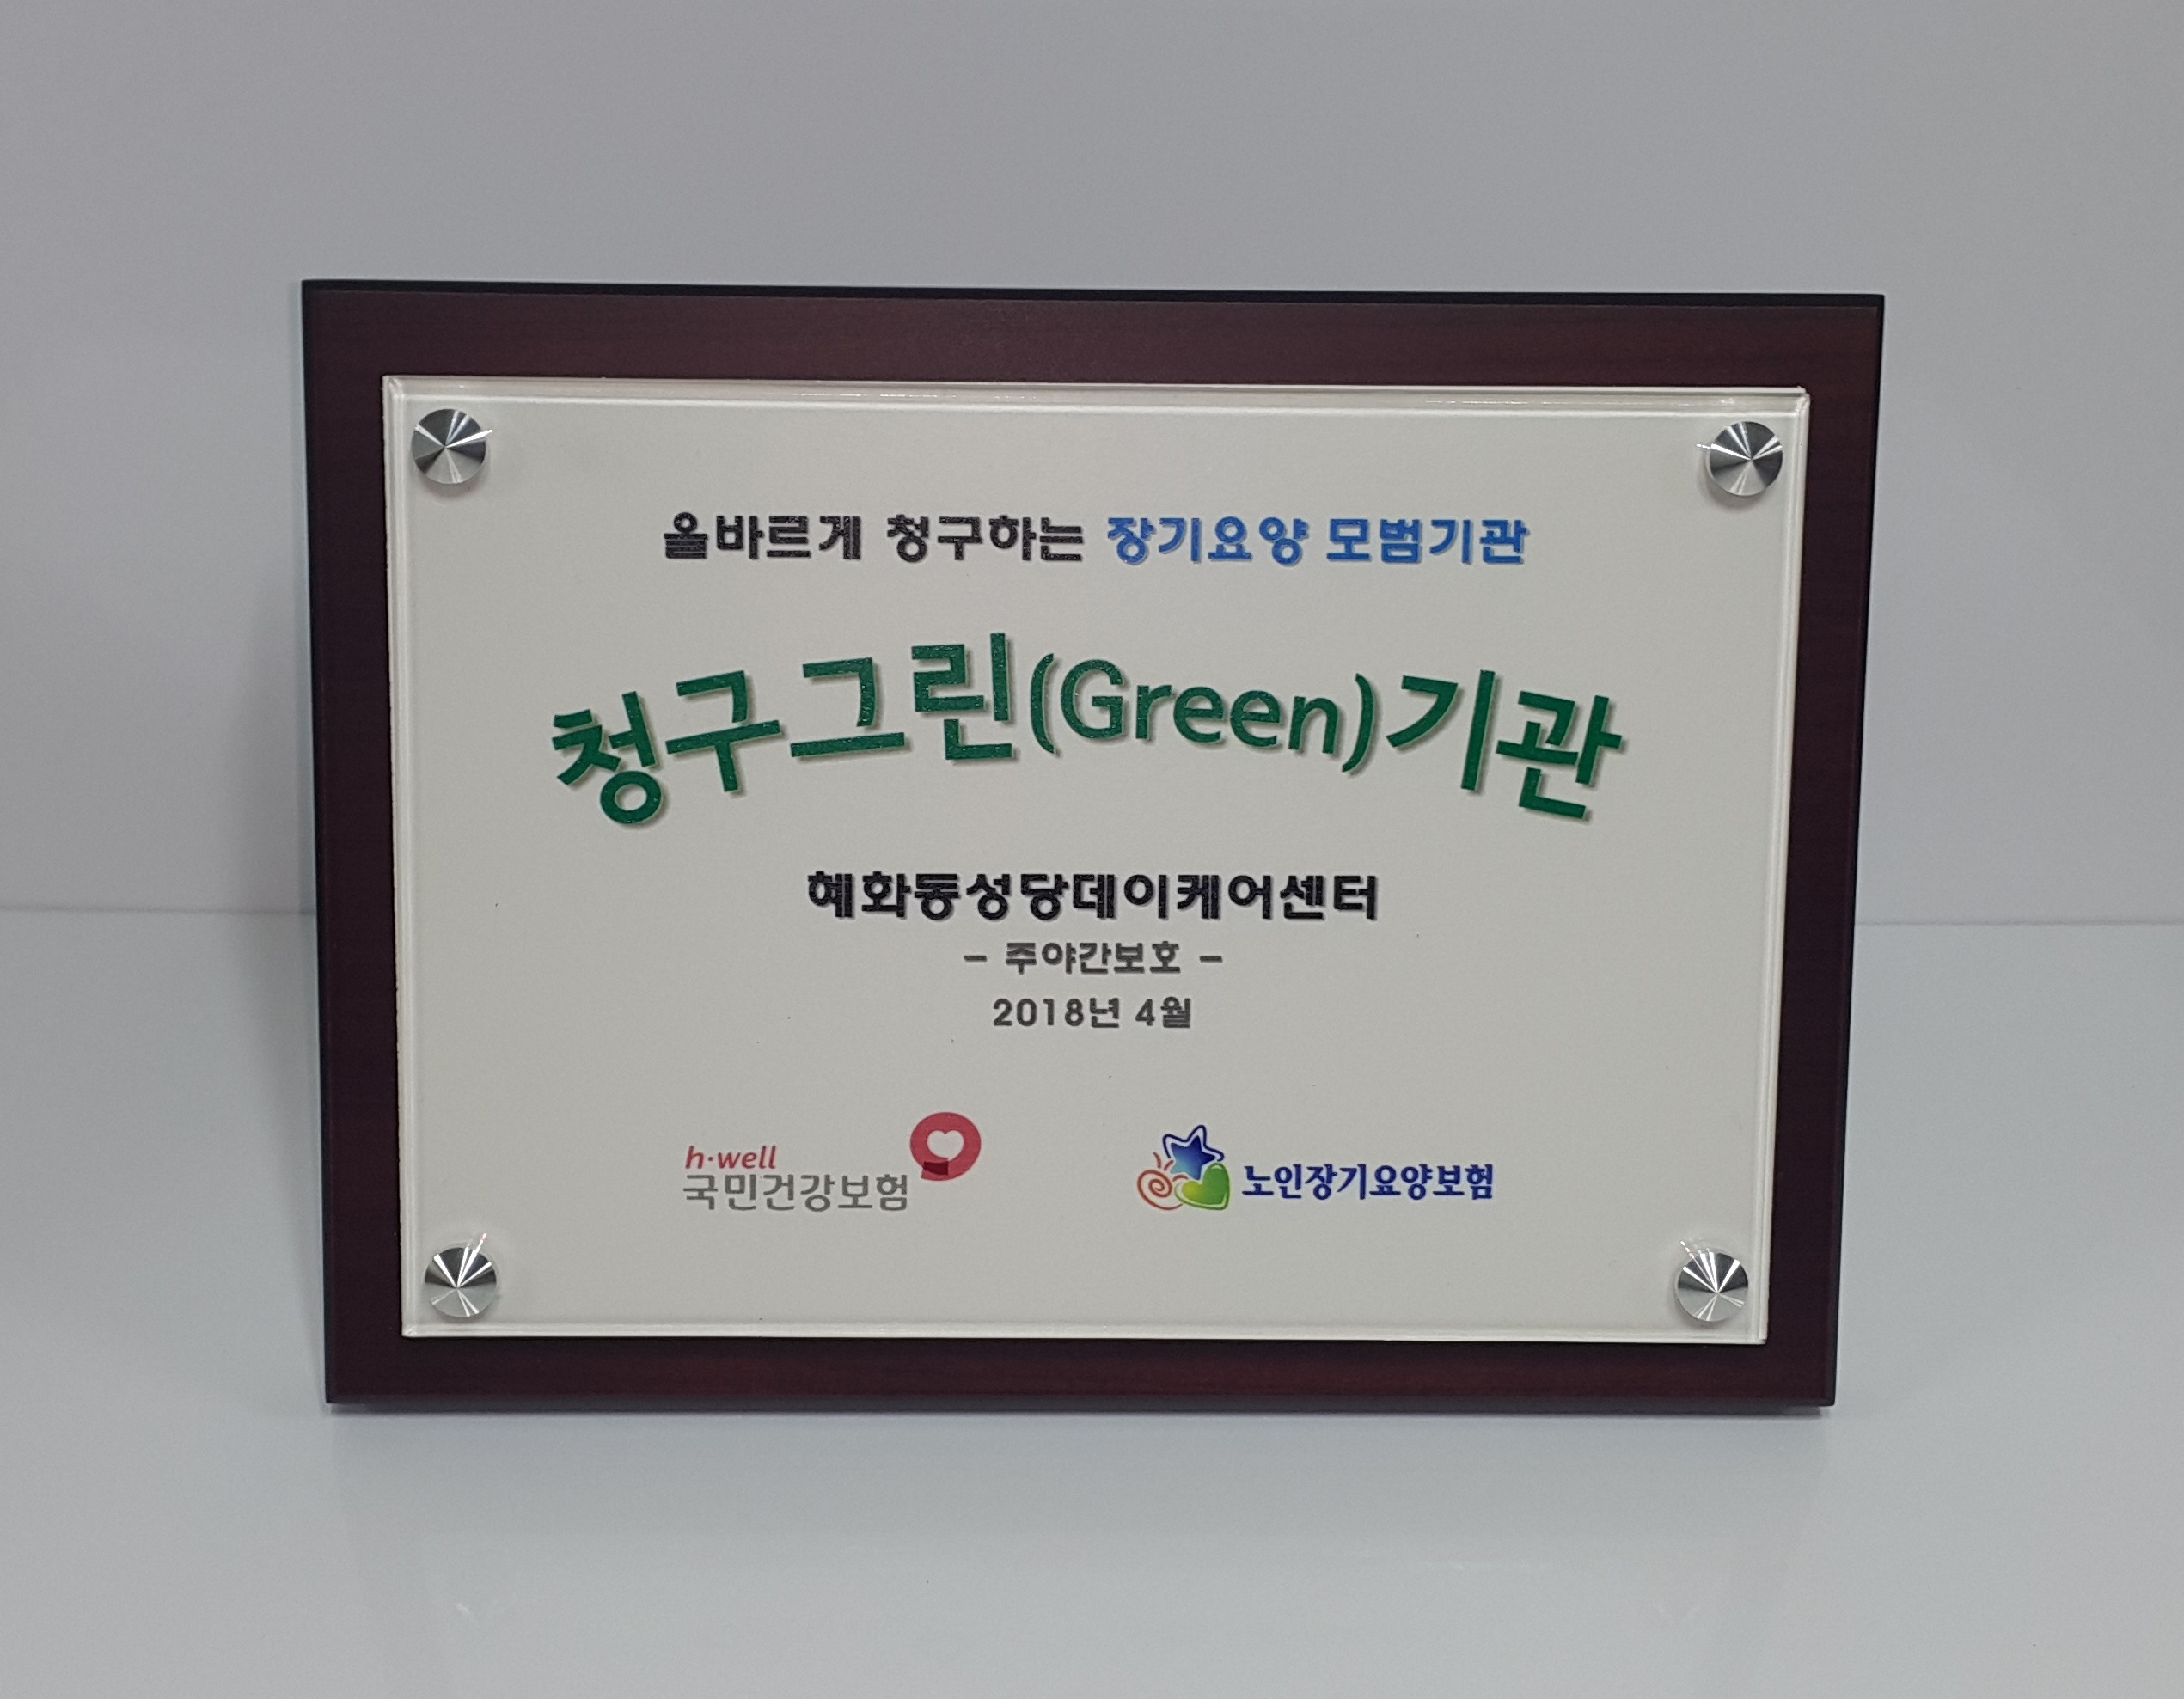 올바르게 청구하는 장기요양 모범기관
청구그린(Green)기관
혜화동성당데이케어센터
- 주야간보호 -
2018년 4월
h·well
국민건강보험
노인장기요양보험